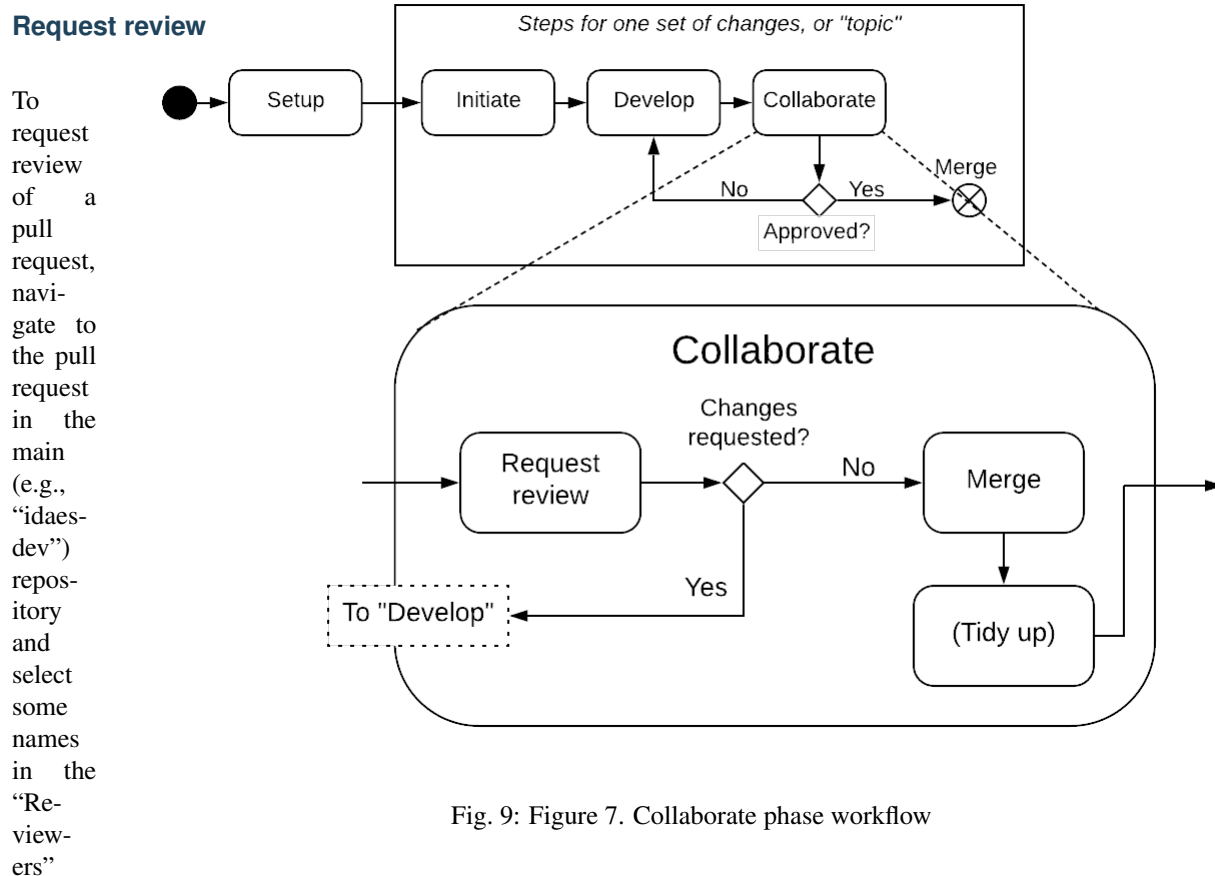 Request review
To
request
review
of a
pull
request,
navi-
gate to
the pull
request
in the
main
(e.g.,
“idaes-
dev”)
repos-
itory
and
select
some
names
in the
“Re-
view-
ers”
Steps for one set of changes, or "topic"
Setup
Initiate
Develop
Collaborate
Merge
No
Yes
Approved?
Collaborate
Changes
requested?
Request
review
No
Merge
Yes
To "Develop"
(Tidy up)
Fig. 9: Figure 7. Collaborate phase workflow